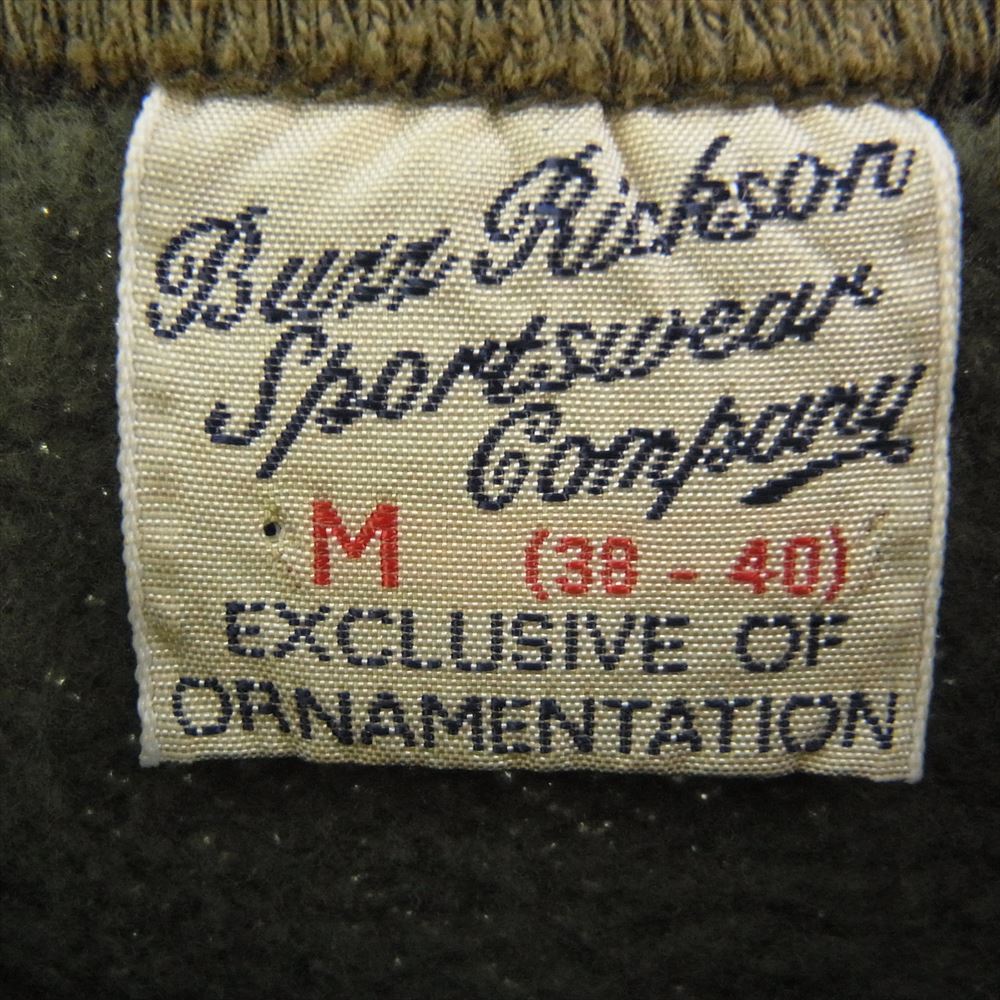 Buzz Rickson
Sportswear
Company
M (38 - 40)
EXCLUSIVE OF
ORNAMENTATION